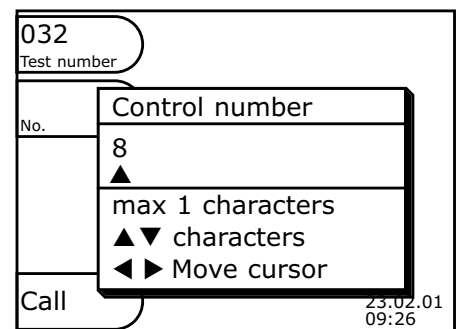 032
Test number
No.
Control number
8
▲
max 1 characters
▲▼ characters
◀ ▶ Move cursor
Call
23.02.01
09:26